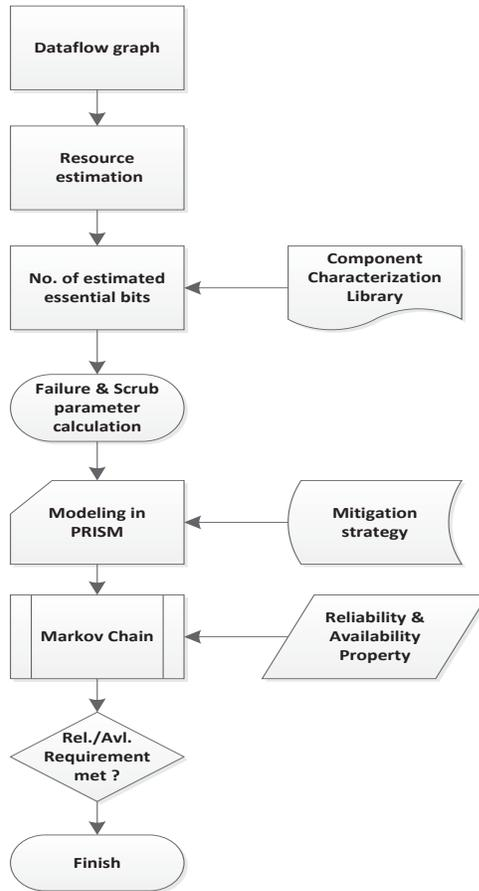 Dataflow graph
Resource
estimation
No. of estimated
essential bits
Component
Characterization
Library
Failure & Scrub
parameter
calculation
Modeling in
PRISM
Mitigation
strategy
Markov Chain
Reliability &
Availability
Property
Rel./Avl.
Requirement
met ?
Finish